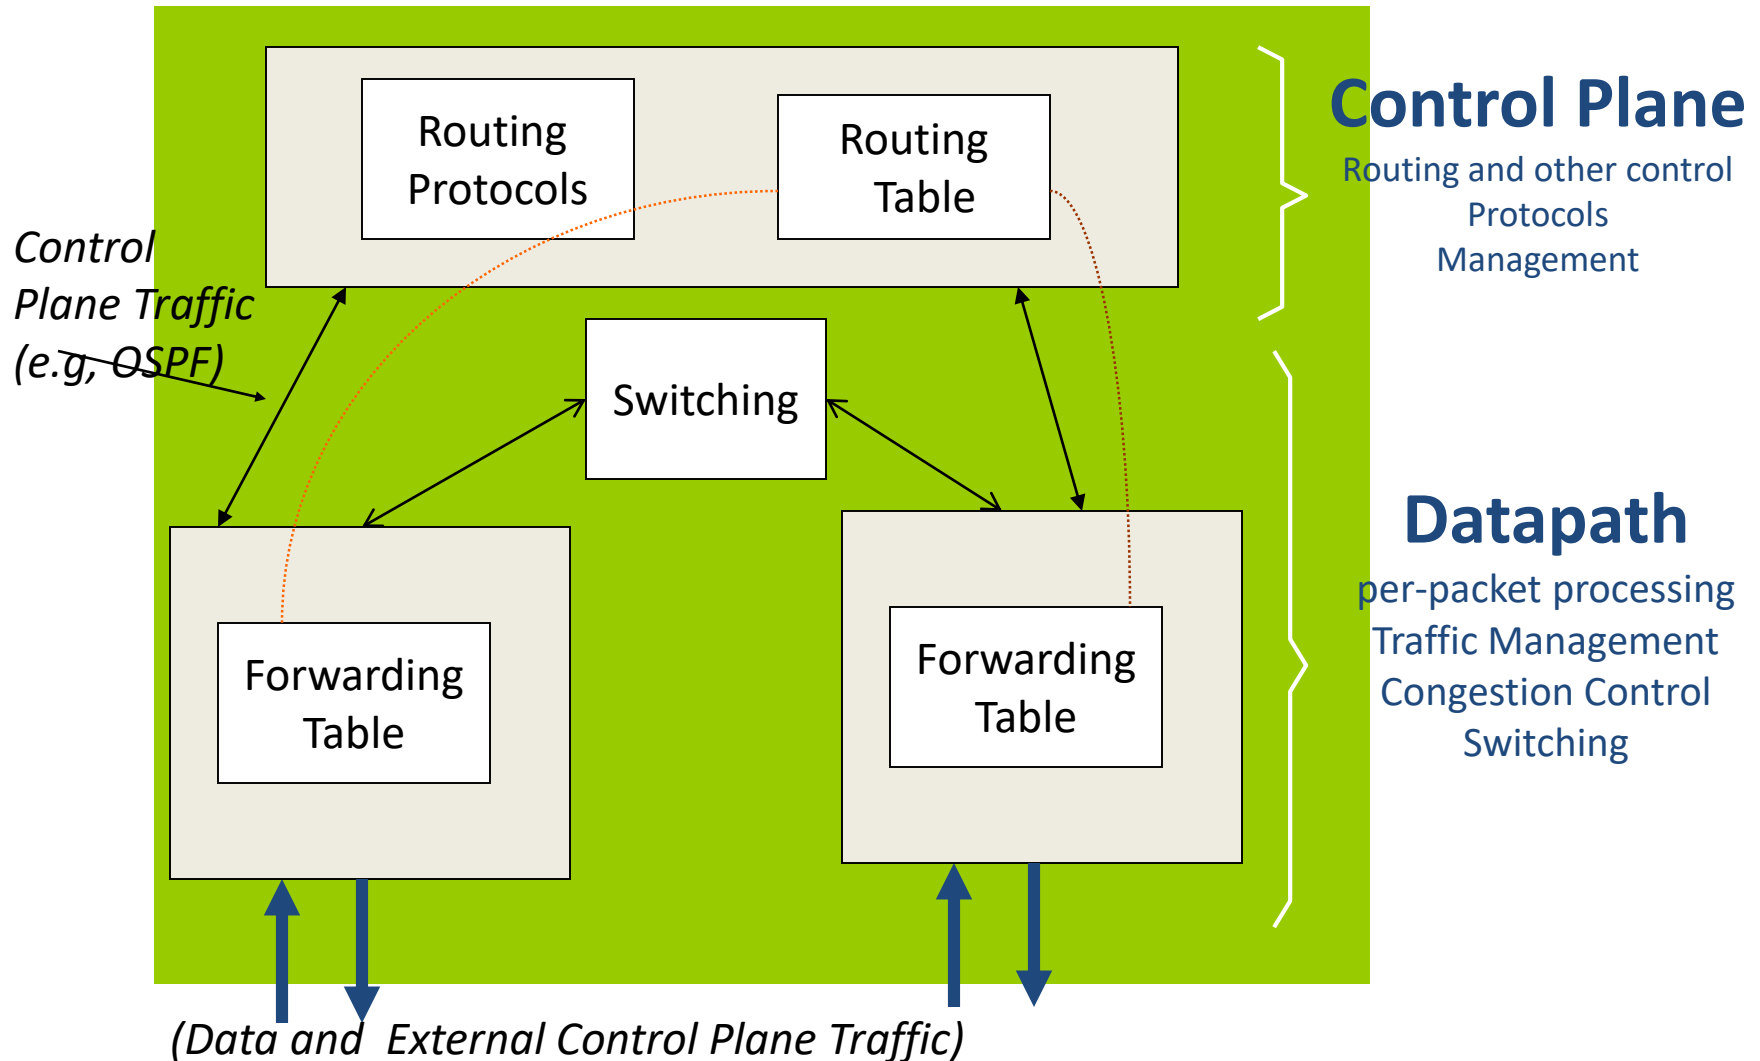 Routing
Protocols
Routing
Table
Control Plane
Routing and other control
Protocols
Management
Control
Plane Traffic
(e.g, OSPF)
Switching
Datapath
per-packet processing
Traffic Management
Congestion Control
Switching
Forwarding
Table
Forwarding
Table
(Data and External Control Plane Traffic)